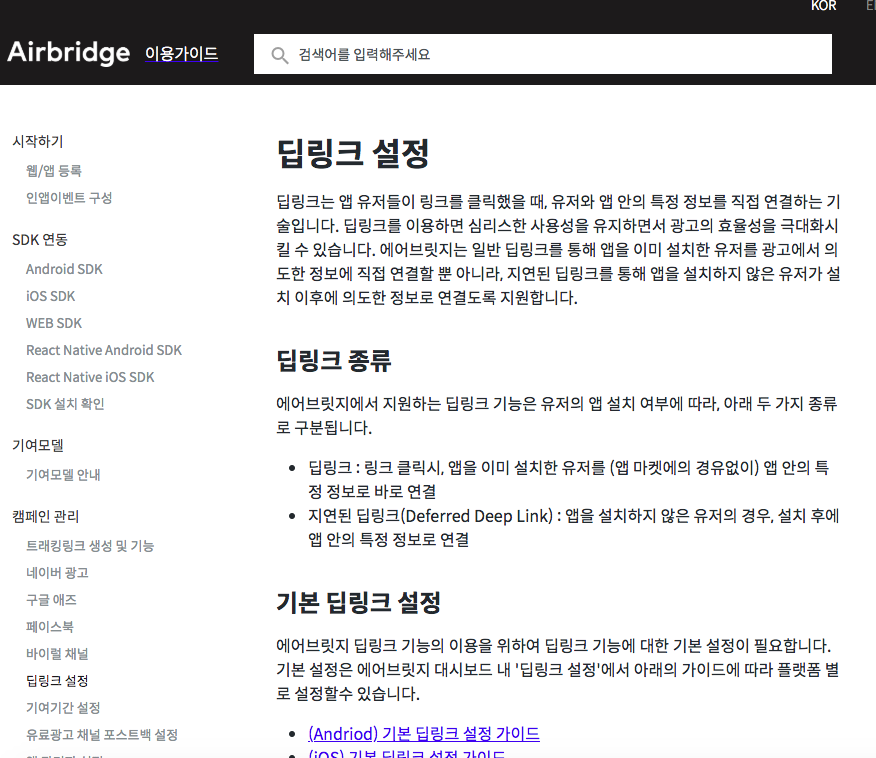 KOR
Airbridge 이용가이드
검색어를 입력해주세요
시작하기
웹/앱 등록
인앱이벤트 구성
SDK 연동
Android SDK
iOS SDK
WEB SDK
React Native Android SDK
React Native iOS SDK
SDK 설치 확인
기여모델
기여모델 안내
캠페인 관리
트래킹링크 생성 및 기능
네이버 광고
구글 애즈
페이스북
바이럴 채널
딥링크 설정
기여기간 설정
유료광고 채널 포스트백 설정
딥링크 설정
딥링크는 앱 유저들이 링크를 클릭했을 때, 유저와 앱 안의 특정 정보를 직접 연결하는 기
술입니다. 딥링크를 이용하면 심리스한 사용성을 유지하면서 광고의 효율성을 극대화시
킬 수 있습니다. 에어브릿지는 일반 딥링크를 통해 앱을 이미 설치한 유저를 광고에서 의
도한 정보에 직접 연결할 뿐 아니라, 지연된 딥링크를 통해 앱을 설치하지 않은 유저가 설
치 이후에 의도한 정보로 연결도록 지원합니다.
딥링크 종류
에어브릿지에서 지원하는 딥링크 기능은 유저의 앱 설치 여부에 따라, 아래 두 가지 종류
로 구분됩니다.
• 딥링크 : 링크 클릭시, 앱을 이미 설치한 유저를 (앱 마켓에의 경유없이) 앱 안의 특
정 정보로 바로 연결
• 지연된 딥링크(Deferred Deep Link) : 앱을 설치하지 않은 유저의 경우, 설치 후에
앱 안의 특정 정보로 연결
기본 딥링크 설정
에어브릿지 딥링크 기능의 이용을 위하여 딥링크 기능에 대한 기본 설정이 필요합니다.
기본 설정은 에어브릿지 대시보드 내 '딥링크 설정'에서 아래의 가이드에 따라 플랫폼 별
로 설정할수 있습니다.
• (Andriod) 기본 딥링크 설정 가이드
• (iOS) 기본 딥링크 설정 가이드